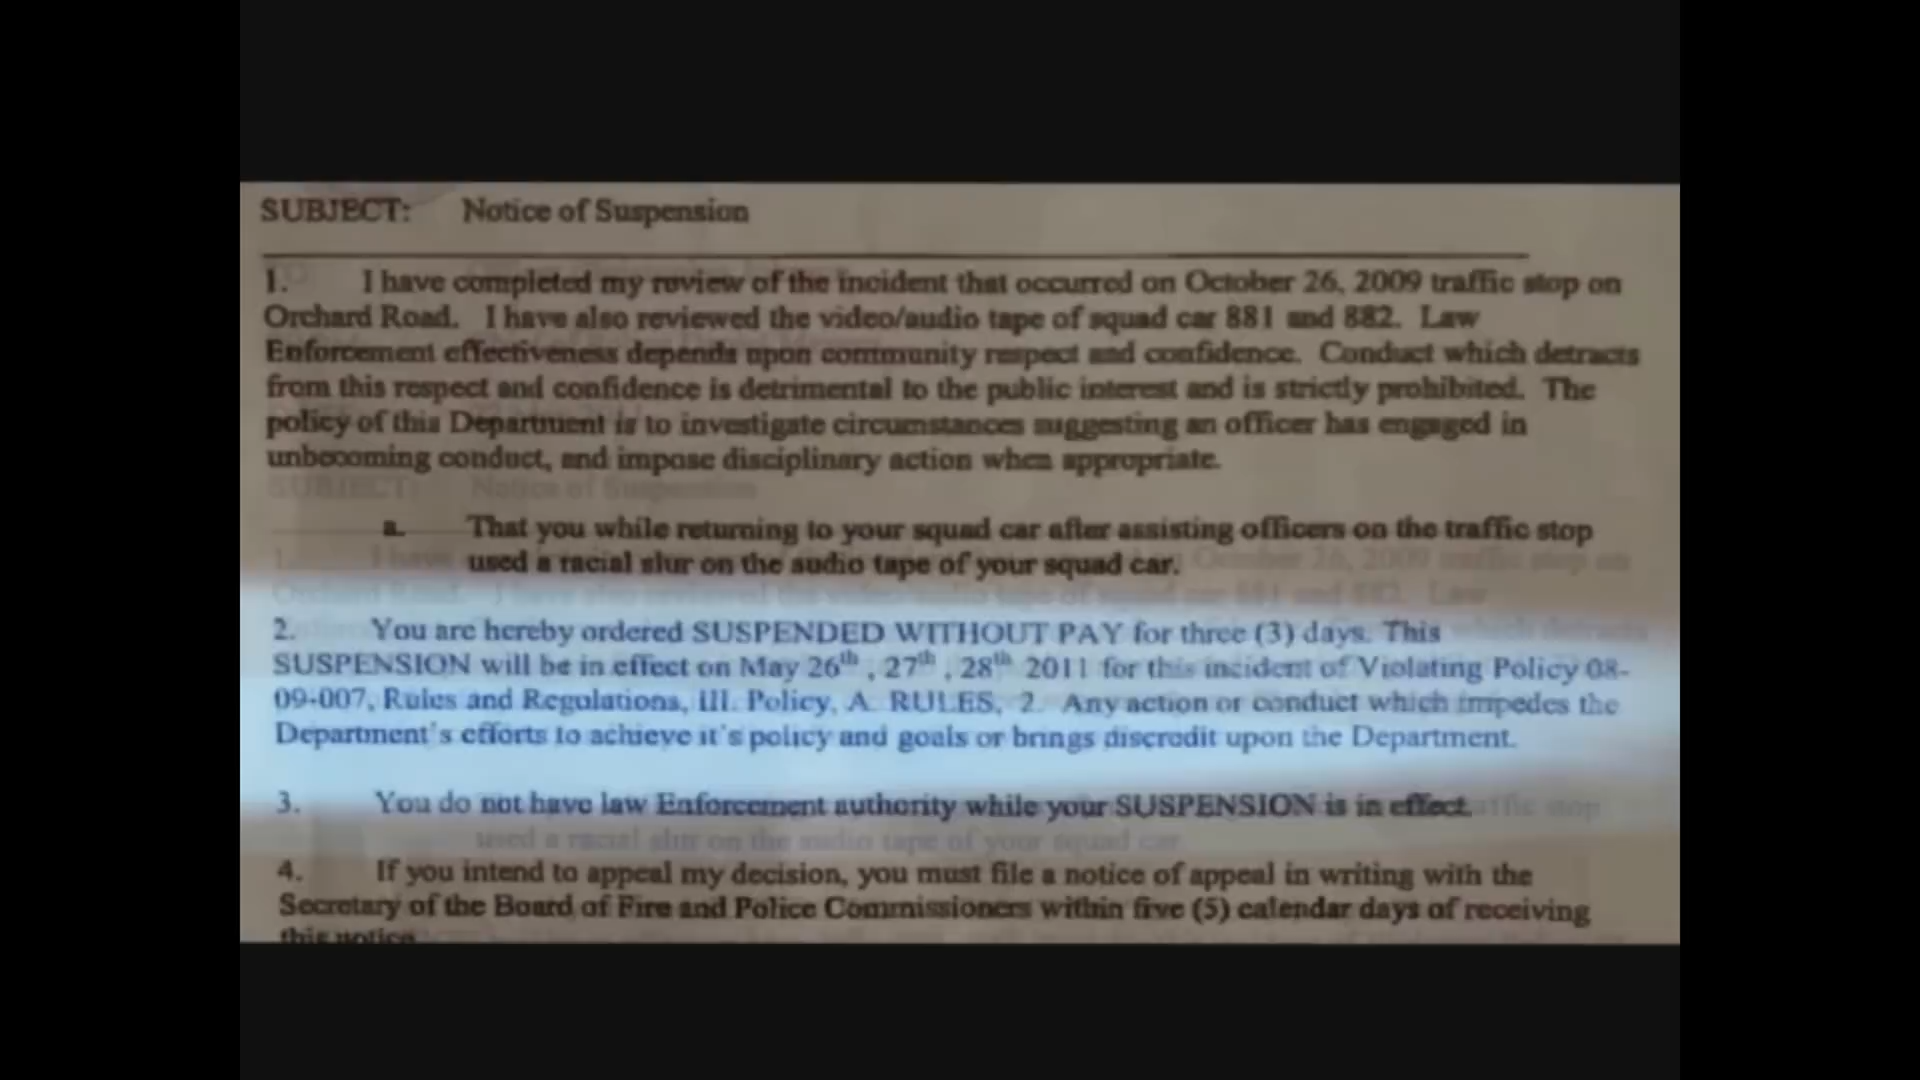 SUBJECT: Notice of Suspension
1. I have completed my review of the incident that occurred on October 26, 2009 traffic stop on
Orchard Road. I have also reviewed the video/audio tape of squad car 881 and 882. Law
Enforcement effectiveness depends upon community respect and confidence. Conduct which detracts
from this respect and confidence is detrimental to the public interest and is strictly prohibited. The
policy of this Department is to investigate circumstances suggesting an officer has engaged in
unbecoming conduct, and impose disciplinary action when appropriate.
a. That you while returning to your squad car after assisting officers on the traffic stop
used a racial slur on the audio tape of your squad car.
2. You are hereby ordered SUSPENDED WITHOUT PAY for three (3) days. This
SUSPENSION will be in effect on May 26th, 27th, 28th 2011 for this incident of Violating Policy 08-
09-007, Rules and Regulations, III. Policy, A. RULES, 2. Any action or conduct which impedes the
Department's efforts to achieve it's policy and goals or brings discredit upon the Department.
3. You do not have law Enforcement authority while your SUSPENSION is in effect.
4. If you intend to appeal my decision, you must file a notice of appeal in writing with the
Secretary of the Board of Fire and Police Commissioners within five (5) calendar days of receiving
this notice